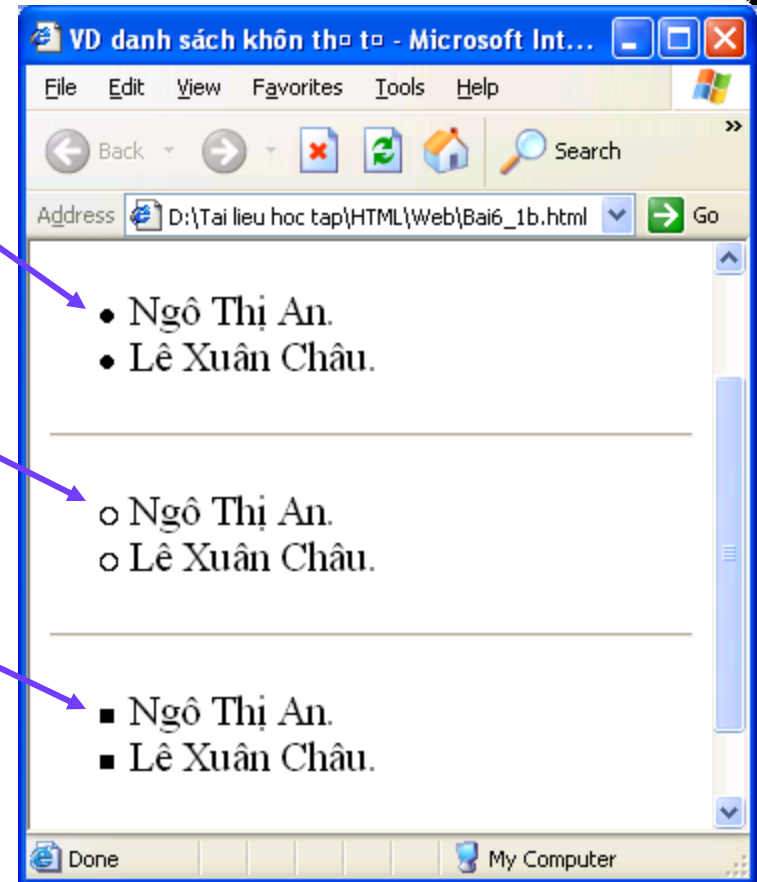 VD danh sách khôn th¤ t¤ - Microsoft Int...
File Edit View Favorites Tools Help
Back Search »
Address D:\Tai lieu hoc tap\HTML\Web\Bai6_1b.html Go
• Ngô Thị An.
• Lê Xuân Châu.
○ Ngô Thị An.
○ Lê Xuân Châu.
▪ Ngô Thị An.
▪ Lê Xuân Châu.
Done My Computer